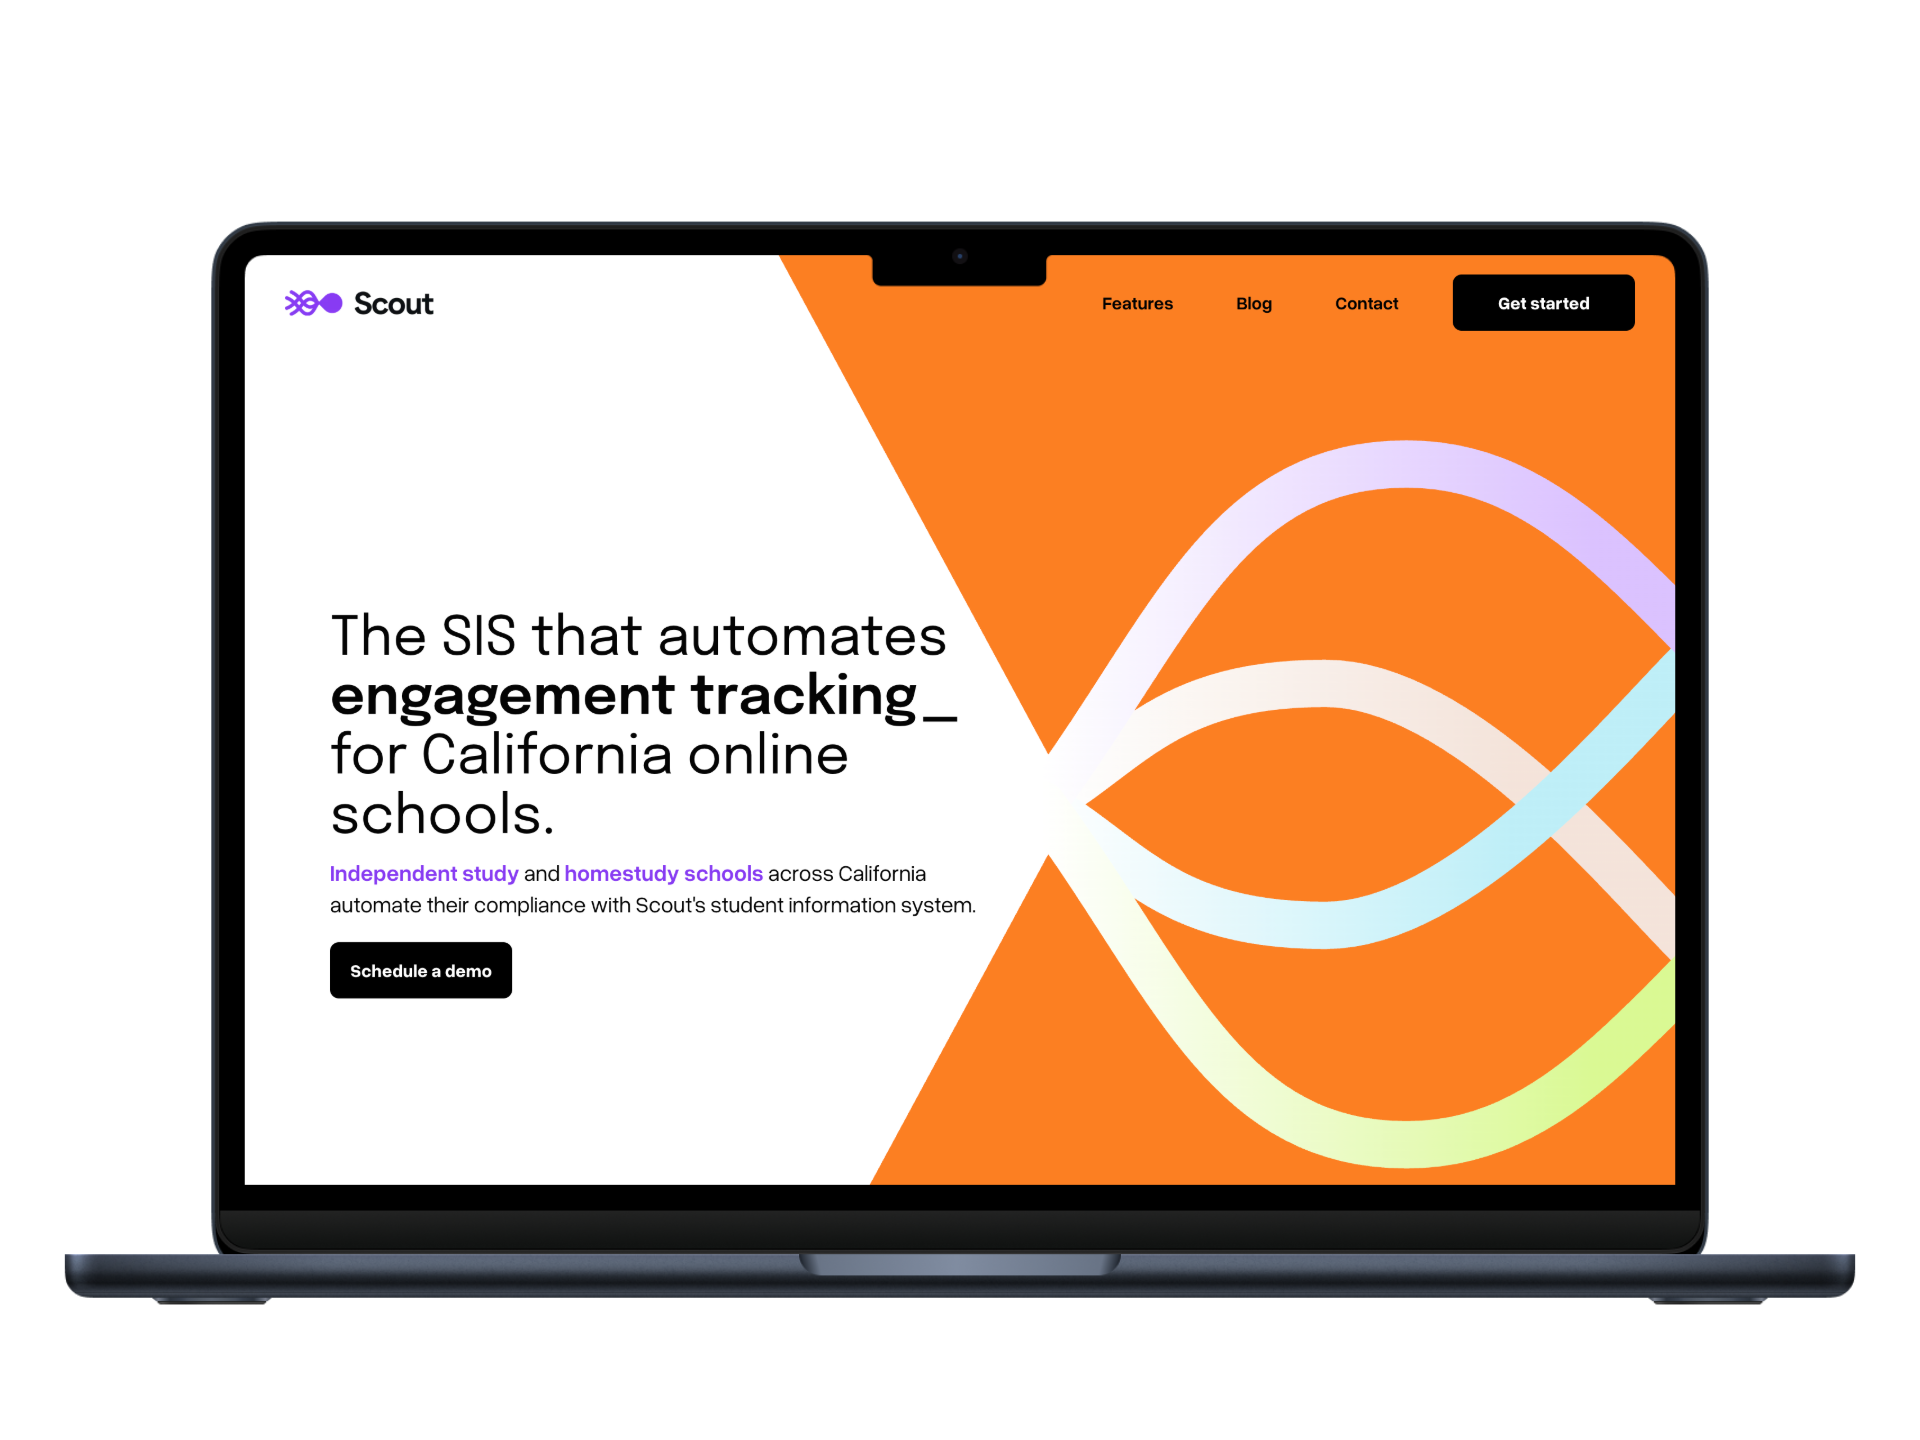 Scout
Features
Blog
Contact
Get started
The SIS that automates
engagement tracking_
for California online
schools.
Independent study and homestudy schools across California
automate their compliance with Scout's student information system.
Schedule a demo